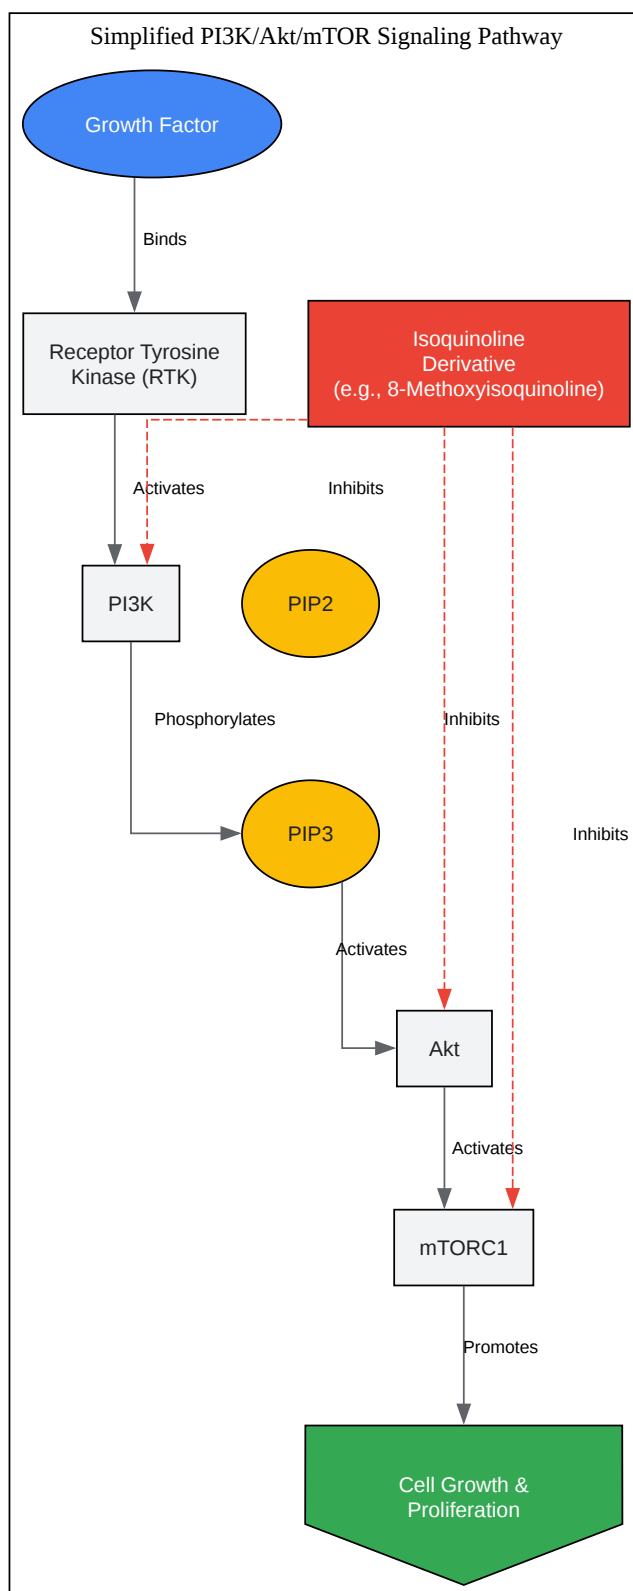 Simplified PI3K/Akt/mTOR Signaling Pathway
Growth Factor
Binds
Receptor Tyrosine
Kinase (RTK)
Isoquinoline
Derivative
(e.g., 8-Methoxyisoquinoline)
Activates
Inhibits
PI3K
PIP2
Phosphorylates
Inhibits
PIP3
Inhibits
Activates
Akt
Activates
mTORC1
Promotes
Cell Growth &
Proliferation